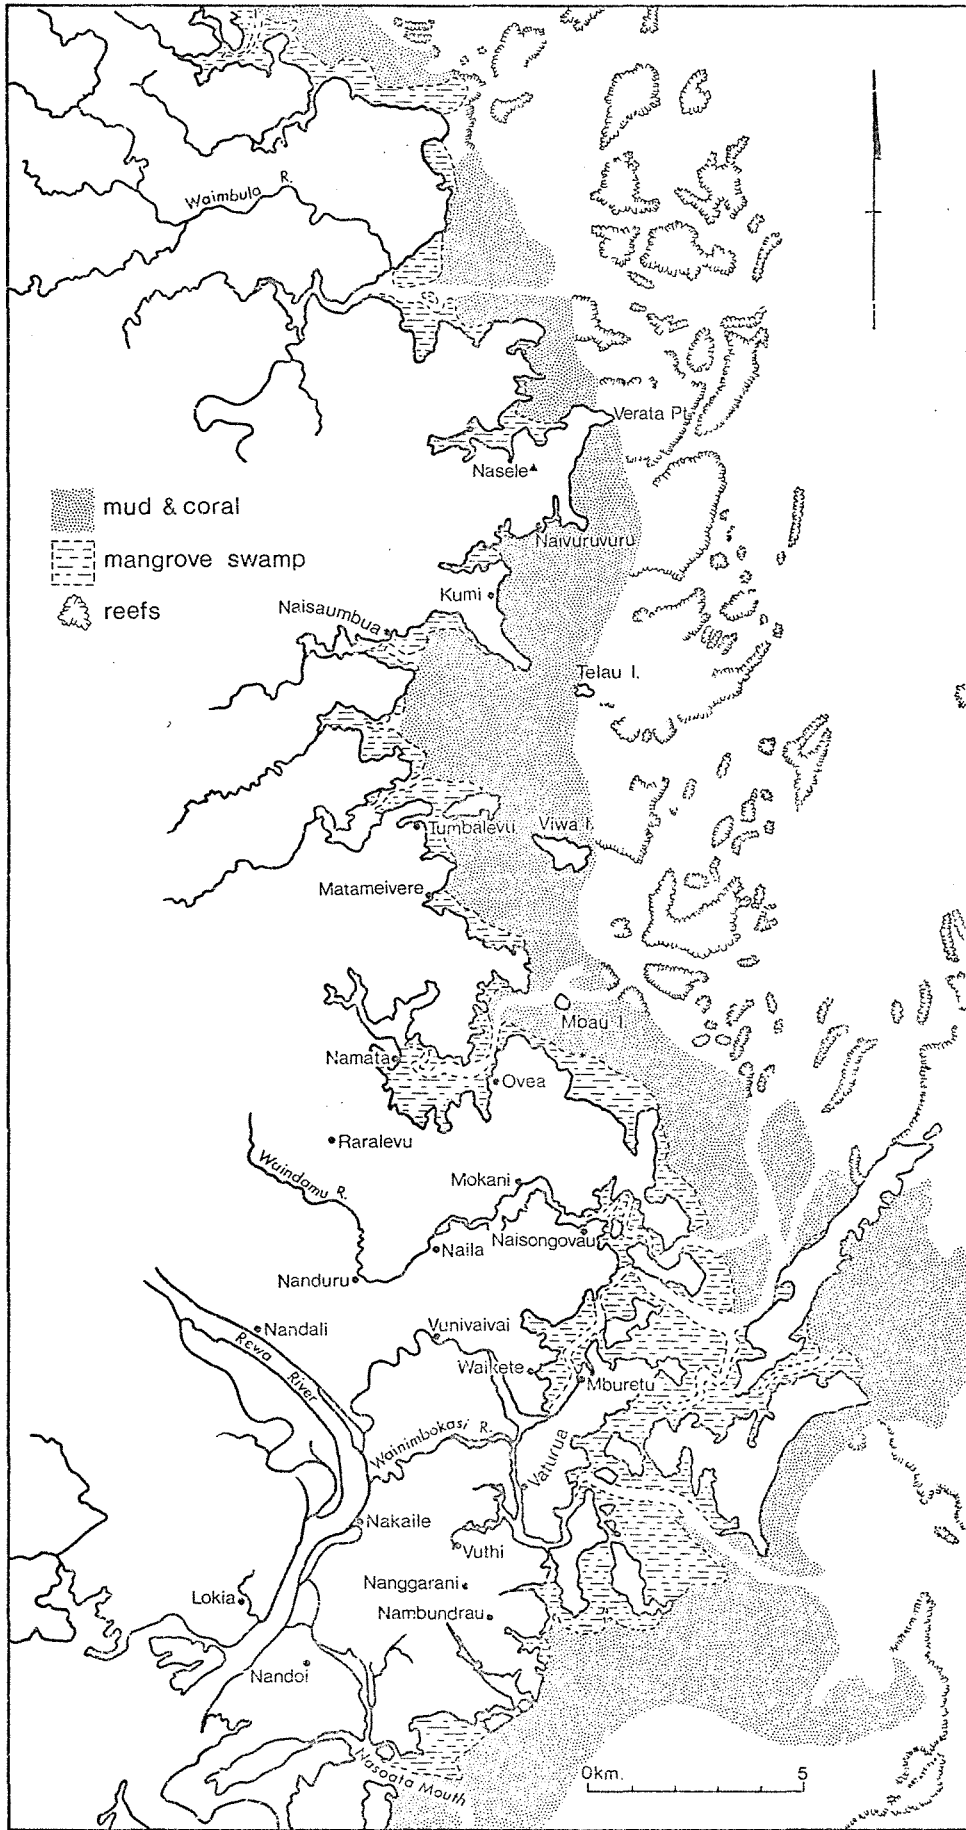 Waimbula R.
Verata Pt.
Nasele
mud & coral
Naivuruvuru
mangrove swamp
Kumi
reefs
Naisaumbua
Telau I.
Tumbalevu
Viwa I.
Matameivere
Mbau I.
Namata
Ovea
Raralevu
Waindamu R.
Mokani
Naisongovau
Naila
Nanduru
Nandali
Vunivaivai
Rewa River
Waikete
Mburetu
Wainimbokasi R.
Vaturua
Nakaile
Vuthi
Nanggarani
Lokia
Nambundrau
Nandoi
Nasoata Mouth
0km. 5